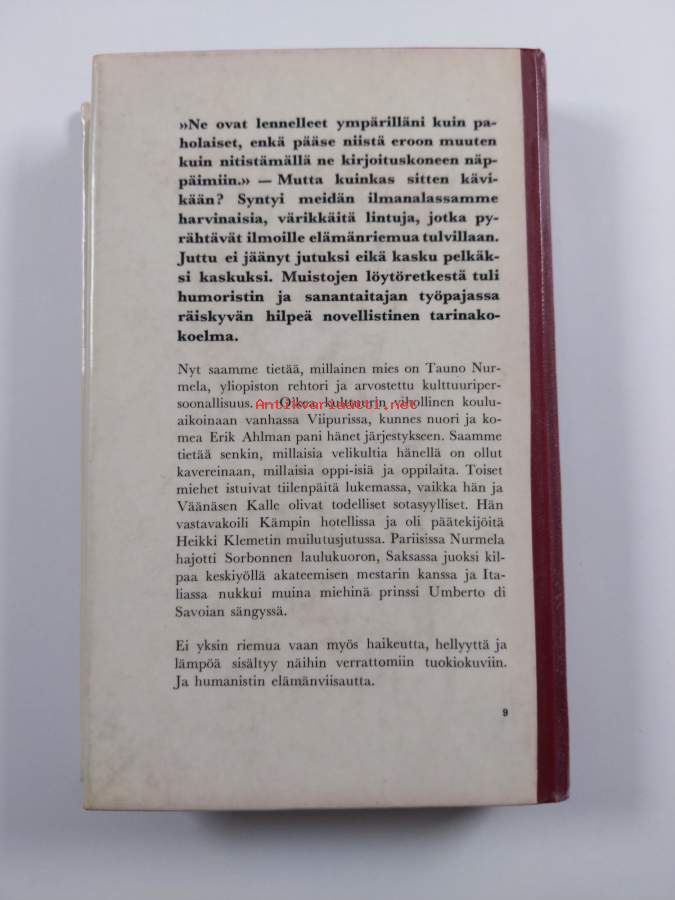 »Ne ovat lennelleet ympärilläni kuin pa-
holaiset, enkä pääse niistä eroon muuten
kuin nitistämällä ne kirjoituskoneen näp-
päimiin.» — Mutta kuinkas sitten kävi-
kään? Syntyi meidän ilmanalassamme
harvinaisia, värikkäitä lintuja, jotka py-
rähtävät ilmoille elämänriemua tulvillaan.
Juttu ei jäänyt jutuksi eikä kasku pelkäk-
si kaskuksi. Muistojen löytöretkestä tuli
humoristin ja sanantaitajan työpajassa
räiskyvän hilpeä novellistinen tarinako-
koelma.
Nyt saamme tietää, millainen mies on Tauno Nur-
mela, yliopiston rehtori ja arvostettu kulttuuriper-
soonallisuus. — Oikea kulttuurin vihollinen koulu-
Antikvariaatti.net
aikoinaan vanhassa Viipurissa, kunnes nuori ja ko-
mea Erik Ahlman pani hänet järjestykseen. Saamme
tietää senkin, millaisia velikultia hänellä on ollut
kavereinaan, millaisia oppi-isiä ja oppilaita. Toiset
miehet istuivat tiilenpäitä lukemassa, vaikka hän ja
Väänäsen Kalle olivat todelliset sotasyylliset. Hän
vastavakoili Kämpin hotellissa ja oli päätekijöitä
Heikki Klemetin muilutusjutussa. Pariisissa Nurmela
hajotti Sorbonnen laulukuoron, Saksassa juoksi kil-
paa keskiyöllä akateemisen mestarin kanssa ja Ita-
liassa nukkui muina miehinä prinssi Umberto di
Savoian sängyssä.
Ei yksin riemua vaan myös haikeutta, hellyyttä ja
lämpöä sisältyy näihin verrattomiin tuokiokuviin.
Ja humanistin elämänviisautta.
9